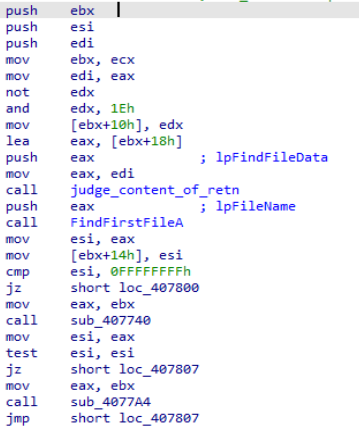 push ebx
push esi
push edi
mov ebx, ecx
mov edi, eax
not edx
and edx, 1Eh
mov [ebx+10h], edx
lea eax, [ebx+18h]
push eax ; lpFindFileData
mov eax, edi
call judge_content_of_retn
push eax ; lpFileName
call FindFirstFileA
mov esi, eax
mov [ebx+14h], esi
cmp esi, 0FFFFFFFFh
jz short loc_407800
mov eax, ebx
call sub_407740
mov esi, eax
test esi, esi
jz short loc_407807
mov eax, ebx
call sub_4077A4
jmp short loc_407807